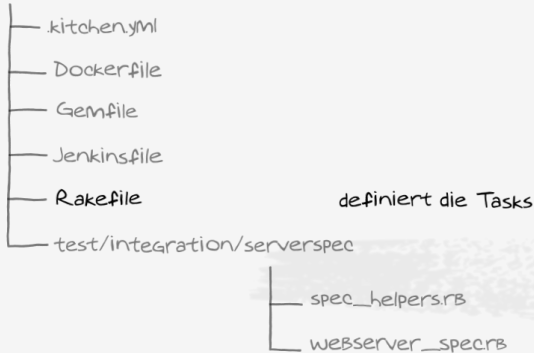 .kitchen.yml
Dockerfile
Gemfile
Jenkinsfile
Rakefile definiert die Tasks
test/integration/serverspec
spec_helpers.rb
webserver_spec.rb